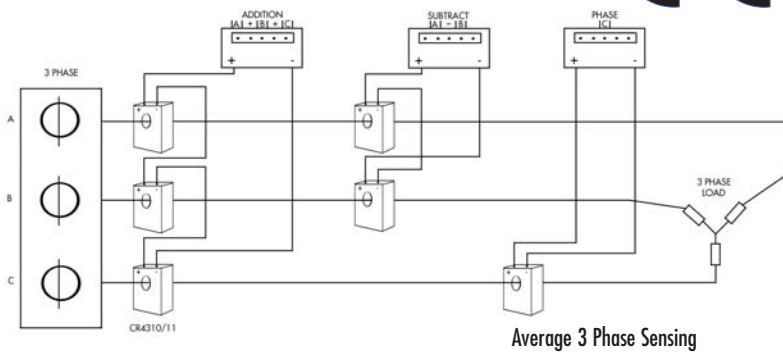 ADDITION
|A| + |B| + |C|
+ -
SUBTRACT
|A| - |B|
+ -
PHASE
|C|
+ -
3 PHASE
A
+ -
+ -
B
+ -
+ -
3 PHASE
LOAD
C
+ -
+ -
CR4310/11
Average 3 Phase Sensing